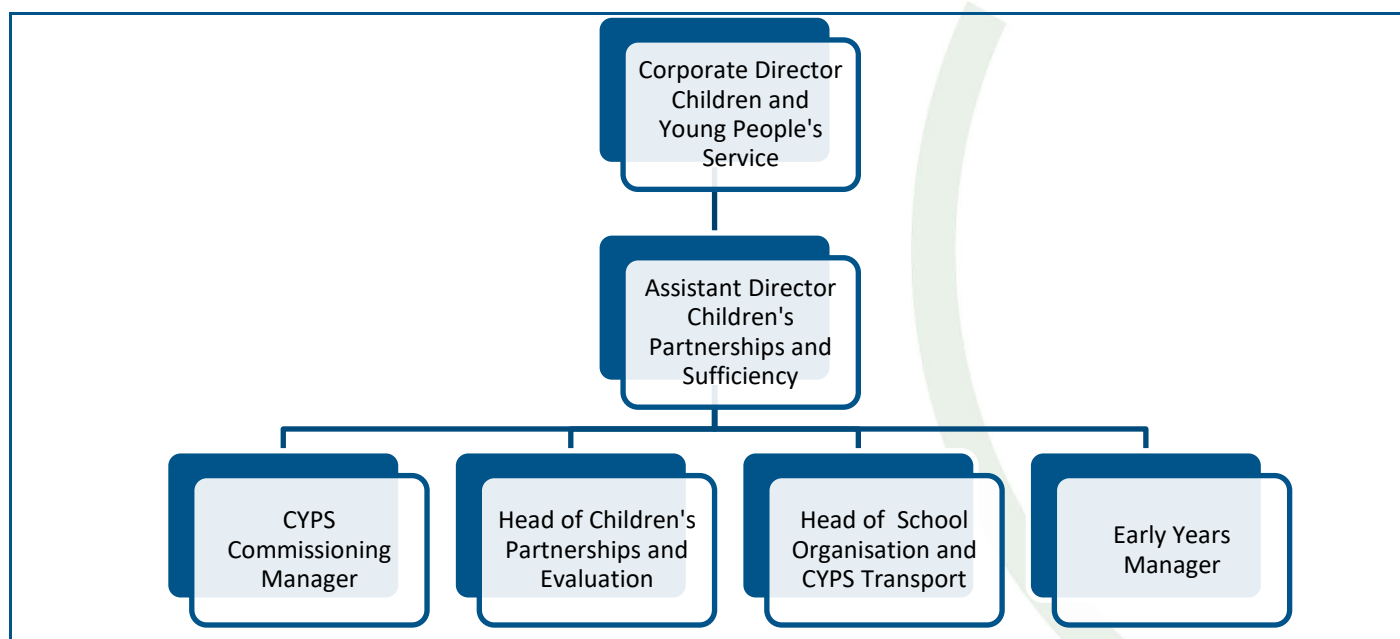 Corporate Director
Children and
Young People's
Service
Assistant Director
Children's
Partnerships and
Sufficiency
CYPS
Commissioning
Manager
Head of Children's
Partnerships and
Evaluation
Head of  School
Organisation and
CYPS Transport
Early Years
Manager